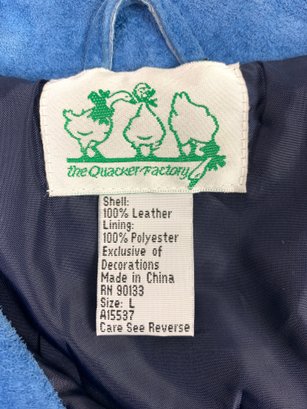 the Quacker Factory
Shell:
100% Leather
Lining:
100% Polyester
Exclusive of
Decorations
Made in China
RN 90133
Size: L
A15537
Care See Reverse